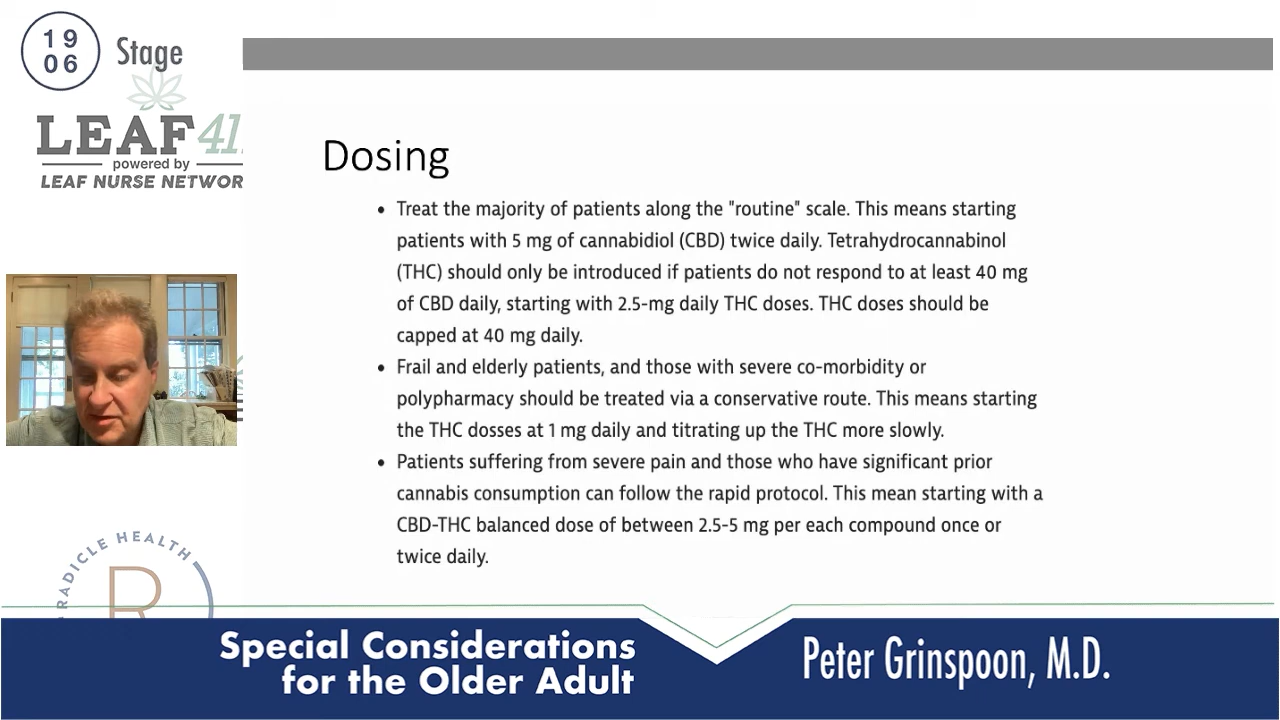 19
06
Stage
LEAF 41
powered by
LEAF NURSE NETWOR
Dosing
• Treat the majority of patients along the "routine" scale. This means starting
patients with 5 mg of cannabidiol (CBD) twice daily. Tetrahydrocannabinol
(THC) should only be introduced if patients do not respond to at least 40 mg
of CBD daily, starting with 2.5-mg daily THC doses. THC doses should be
capped at 40 mg daily.
• Frail and elderly patients, and those with severe co-morbidity or
polypharmacy should be treated via a conservative route. This means starting
the THC dosses at 1 mg daily and titrating up the THC more slowly.
• Patients suffering from severe pain and those who have significant prior
cannabis consumption can follow the rapid protocol. This mean starting with a
CBD-THC balanced dose of between 2.5-5 mg per each compound once or
twice daily.
RADICLE HEALTH
R
Special Considerations
for the Older Adult
Peter Grinspoon, M.D.